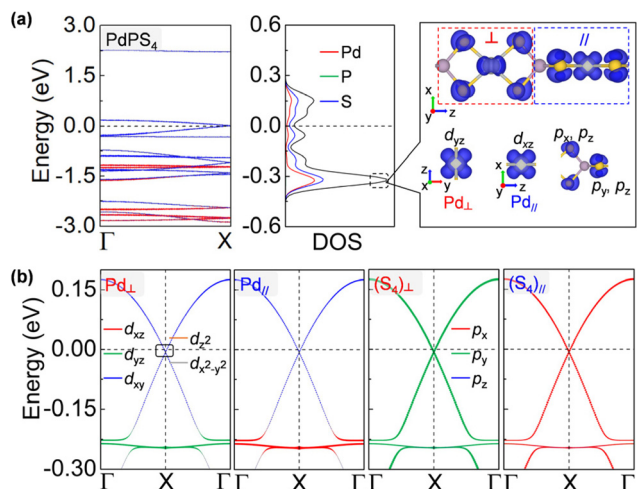 (a)
PdPS4
Energy (eV)
3.0
1.5
0.0
-1.5
-3.0
Γ
X
0.6
0.3
0.0
-0.3
-0.6
DOS
Pd
P
S
⊥
//
x
y
z
dyz
dxz
px, pz
z
x
y
x
y
z
Pd⊥
Pd//
py, pz
(b)
Energy (eV)
0.15
0.00
-0.15
-0.30
Pd⊥
dxz
dyz
dxy
dz2
dx2-y2
Pd//
(S4)⊥
px
py
pz
(S4)//
Γ
X
Γ
X
Γ
X
Γ
X
Γ